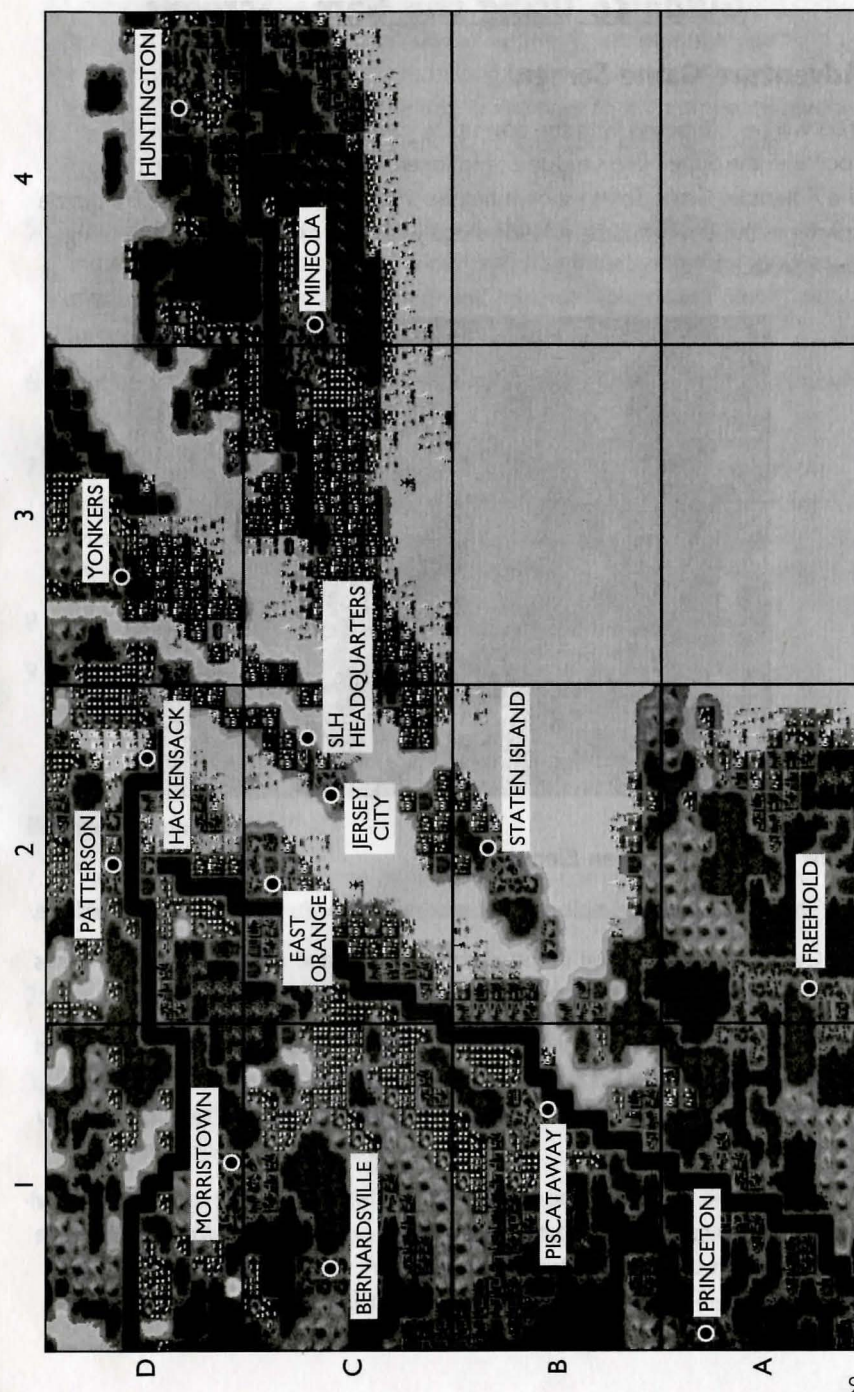 1 2 3 4
D
PATTERSON
YONKERS
HUNTINGTON
HACKENSACK
MORRISTOWN
C
EAST
ORANGE
MINEOLA
SLH
HEADQUARTERS
BERNARDSVILLE
JERSEY
CITY
B
STATEN ISLAND
PISCATAWAY
A
PRINCETON
FREEHOLD